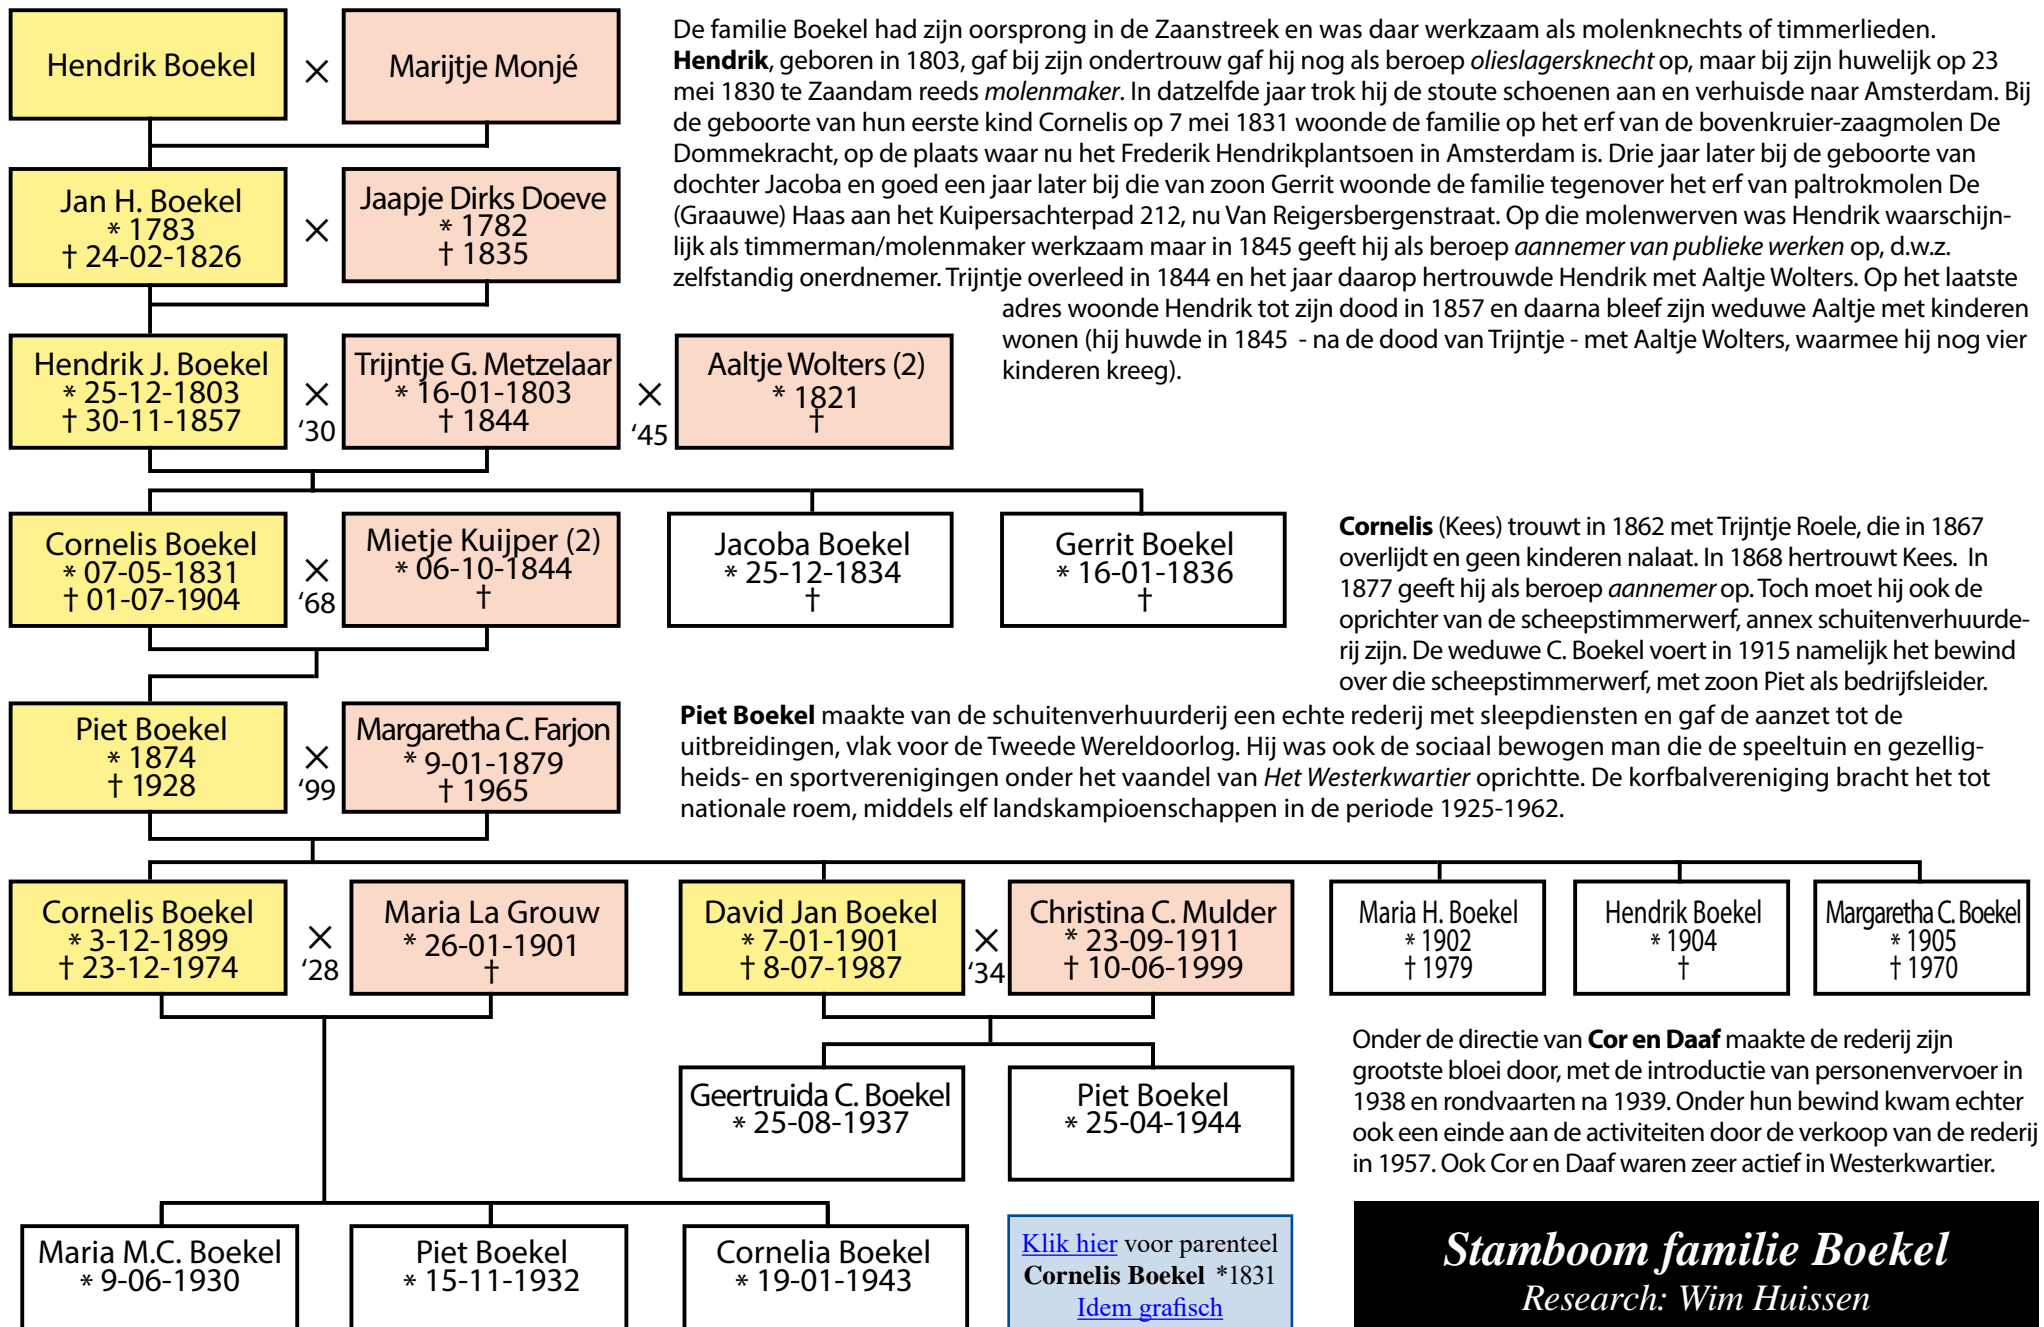 Hendrik Boekel
×
Marijtje Monjé
De familie Boekel had zijn oorsprong in de Zaanstreek en was daar werkzaam als molenknechts of timmerlieden.
Hendrik, geboren in 1803, gaf bij zijn ondertrouw gaf hij nog als beroep olieslagersknecht op, maar bij zijn huwelijk op 23
mei 1830 te Zaandam reeds molenmaker. In datzelfde jaar trok hij de stoute schoenen aan en verhuisde naar Amsterdam. Bij
de geboorte van hun eerste kind Cornelis op 7 mei 1831 woonde de familie op het erf van de bovenkruier-zaagmolen De
Dommekracht, op de plaats waar nu het Frederik Hendrikplantsoen in Amsterdam is. Drie jaar later bij de geboorte van
dochter Jacoba en goed een jaar later bij die van zoon Gerrit woonde de familie tegenover het erf van paltrokmolen De
(Graauwe) Haas aan het Kuipersachterpad 212, nu Van Reigersbergenstraat. Op die molenwerven was Hendrik waarschijn-
lijk als timmerman/molenmaker werkzaam maar in 1845 geeft hij als beroep aannemer van publieke werken op, d.w.z.
zelfstandig onerdnemer. Trijntje overleed in 1844 en het jaar daarop hertrouwde Hendrik met Aaltje Wolters. Op het laatste
adres woonde Hendrik tot zijn dood in 1857 en daarna bleef zijn weduwe Aaltje met kinderen
wonen (hij huwde in 1845 - na de dood van Trijntje - met Aaltje Wolters, waarmee hij nog vier
kinderen kreeg).
Jan H. Boekel
* 1783
† 24-02-1826
×
Jaapje Dirks Doeve
* 1782
† 1835
Hendrik J. Boekel
* 25-12-1803
† 30-11-1857
×
‘30
Trijntje G. Metzelaar
* 16-01-1803
† 1844
×
‘45
Aaltje Wolters (2)
* 1821
†
Cornelis Boekel
* 07-05-1831
† 01-07-1904
×
‘68
Mietje Kuijper (2)
* 06-10-1844
†
Jacoba Boekel
* 25-12-1834
†
Gerrit Boekel
* 16-01-1836
†
Cornelis (Kees) trouwt in 1862 met Trijntje Roele, die in 1867
overlijdt en geen kinderen nalaat. In 1868 hertrouwt Kees. In
1877 geeft hij als beroep aannemer op. Toch moet hij ook de
oprichter van de scheepstimmerwerf, annex schuitenverhuurde-
rij zijn. De weduwe C. Boekel voert in 1915 namelijk het bewind
over die scheepstimmerwerf, met zoon Piet als bedrijfsleider.
Piet Boekel
* 1874
† 1928
×
‘99
Margaretha C. Farjon
* 9-01-1879
† 1965
Piet Boekel maakte van de schuitenverhuurderij een echte rederij met sleepdiensten en gaf de aanzet tot de
uitbreidingen, vlak voor de Tweede Wereldoorlog. Hij was ook de sociaal bewogen man die de speeltuin en gezellig-
heids- en sportverenigingen onder het vaandel van Het Westerkwartier oprichtte. De korfbalvereniging bracht het tot
nationale roem, middels elf landskampioenschappen in de periode 1925-1962.
Cornelis Boekel
* 3-12-1899
† 23-12-1974
×
‘28
Maria La Grouw
* 26-01-1901
†
David Jan Boekel
* 7-01-1901
† 8-07-1987
×
‘34
Christina C. Mulder
* 23-09-1911
† 10-06-1999
Maria H. Boekel
* 1902
† 1979
Hendrik Boekel
* 1904
†
Margaretha C. Boekel
* 1905
† 1970
Geertruida C. Boekel
* 25-08-1937
Piet Boekel
* 25-04-1944
Onder de directie van Cor en Daaf maakte de rederij zijn
grootste bloei door, met de introductie van personenvervoer in
1938 en rondvaarten na 1939. Onder hun bewind kwam echter
ook een einde aan de activiteiten door de verkoop van de rederij
in 1957. Ook Cor en Daaf waren zeer actief in Westerkwartier.
Maria M.C. Boekel
* 9-06-1930
Piet Boekel
* 15-11-1932
Cornelia Boekel
* 19-01-1943
Klik hier voor parenteel
Cornelis Boekel *1831
Idem grafisch
Stamboom familie Boekel
Research: Wim Huissen